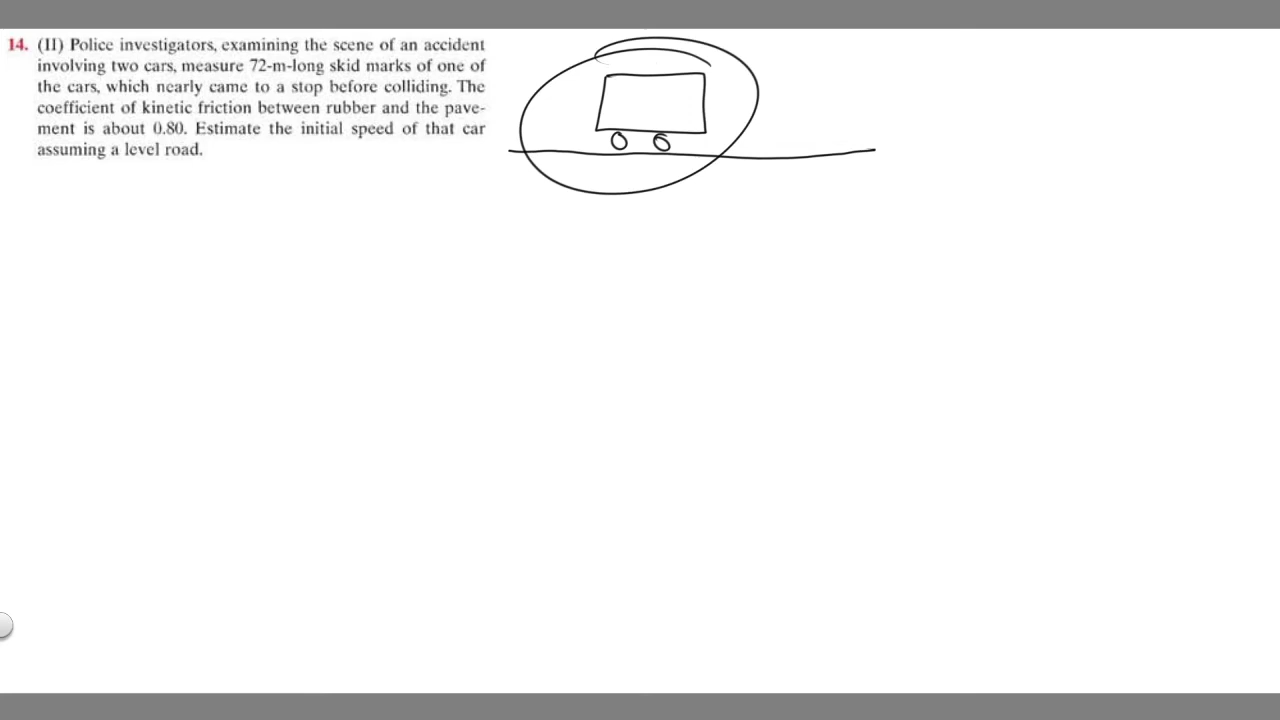 14. (II) Police investigators, examining the scene of an accident
involving two cars, measure 72-m-long skid marks of one of
the cars, which nearly came to a stop before colliding. The
coefficient of kinetic friction between rubber and the pave-
ment is about 0.80. Estimate the initial speed of that car
assuming a level road.